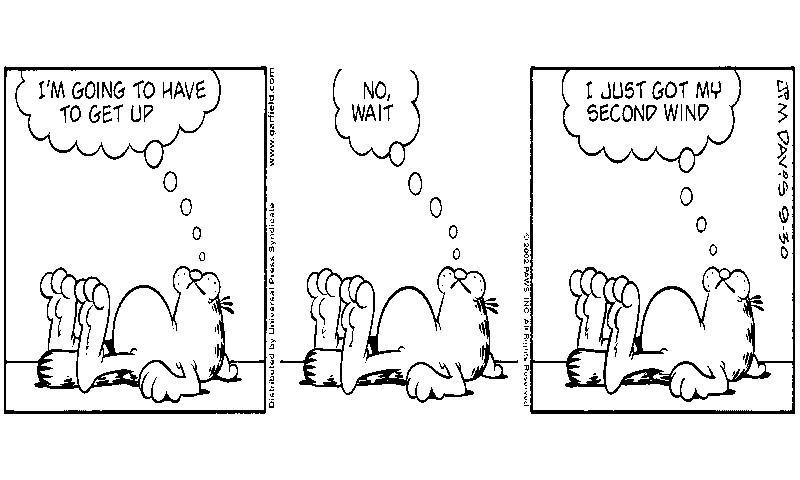 I'M GOING TO HAVE
TO GET UP
www.garfield.com
Distributed by Universal Press Syndicate
NO,
WAIT
© 2002 PAWS, INC. All Rights Reserved
I JUST GOT MY
SECOND WIND
JIM DAVIS 9-30